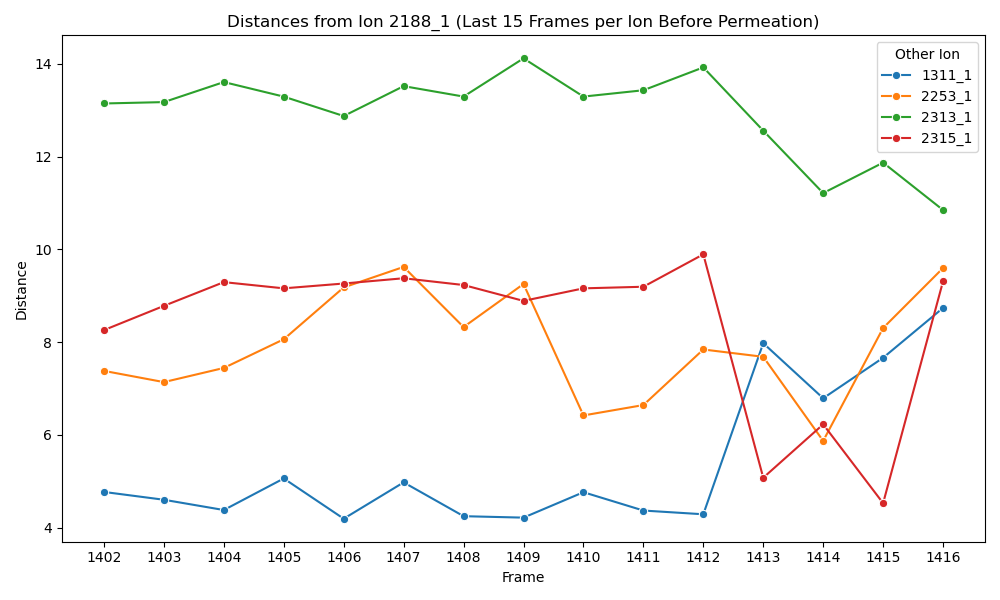 Distances from Ion 2188_1 (Last 15 Frames per Ion Before Permeation)
Other Ion
1311_1
2253_1
2313_1
2315_1
Distance
14
12
10
8
6
4
1402 1403 1404 1405 1406 1407 1408 1409 1410 1411 1412 1413 1414 1415 1416
Frame